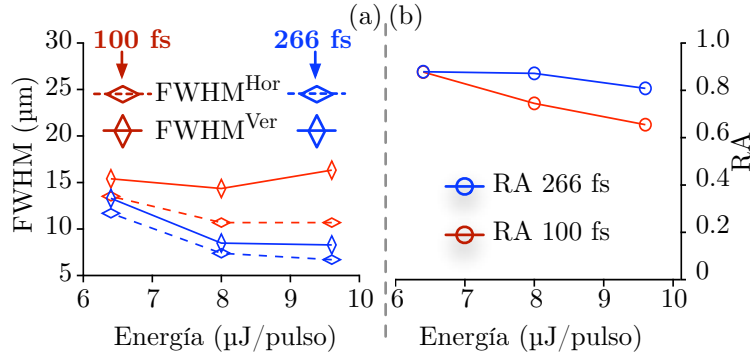 (a) (b)
100 fs 266 fs
FWHM^Hor
FWHM^Ver
FWHM (µm)
30
25
20
15
10
5
6 7 8 9 10
Energía (µJ/pulso)
RA 266 fs
RA 100 fs
RA
1.0
0.8
0.6
0.4
0.2
0
6 7 8 9 10
Energía (µJ/pulso)